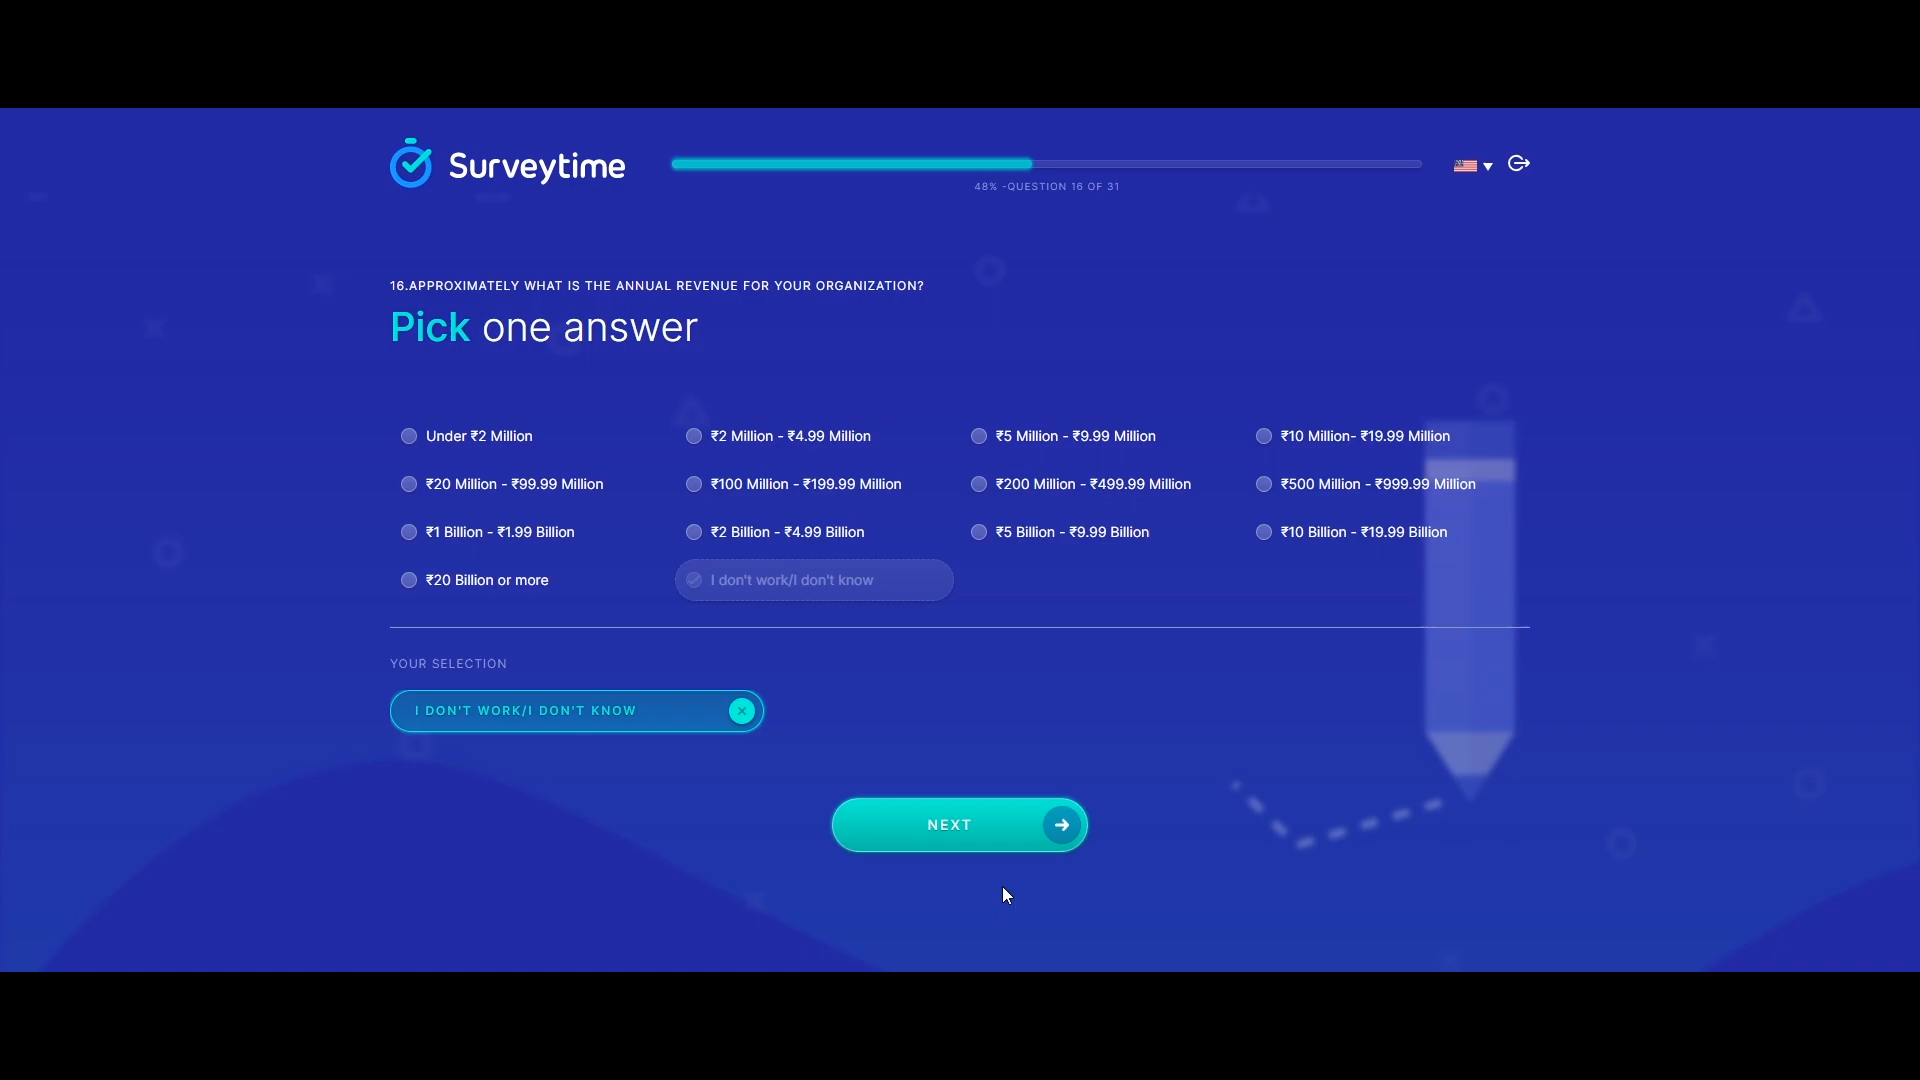 Surveytime
48% -QUESTION 16 OF 31
16.APPROXIMATELY WHAT IS THE ANNUAL REVENUE FOR YOUR ORGANIZATION?
Pick one answer
Under ₹2 Million
₹2 Million - ₹4.99 Million
₹5 Million - ₹9.99 Million
₹10 Million- ₹19.99 Million
₹20 Million - ₹99.99 Million
₹100 Million - ₹199.99 Million
₹200 Million - ₹499.99 Million
₹500 Million - ₹999.99 Million
₹1 Billion - ₹1.99 Billion
₹2 Billion - ₹4.99 Billion
₹5 Billion - ₹9.99 Billion
₹10 Billion - ₹19.99 Billion
₹20 Billion or more
I don't work/I don't know
YOUR SELECTION
I DON'T WORK/I DON'T KNOW
NEXT